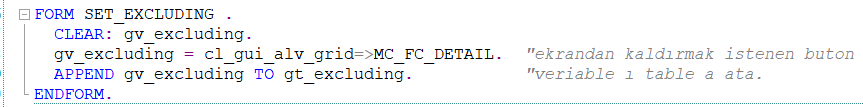 FORM SET_EXCLUDING .
CLEAR: gv_excluding.
gv_excluding = cl_gui_alv_grid=>MC_FC_DETAIL. "ekrandan kaldırmak istenen buton
APPEND gv_excluding TO gt_excluding. "veriable ı table a ata.
ENDFORM.